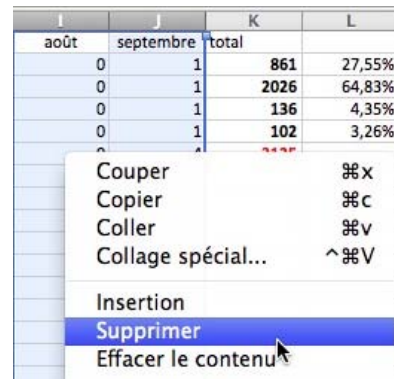 I J K L
août septembre total
0 1 861 27,55%
0 1 2026 64,83%
0 1 136 4,35%
0 1 102 3,26%
Couper ⌘x
Copier ⌘c
Coller ⌘v
Collage spécial... ^⌘V
Insertion
Supprimer
Effacer le contenu